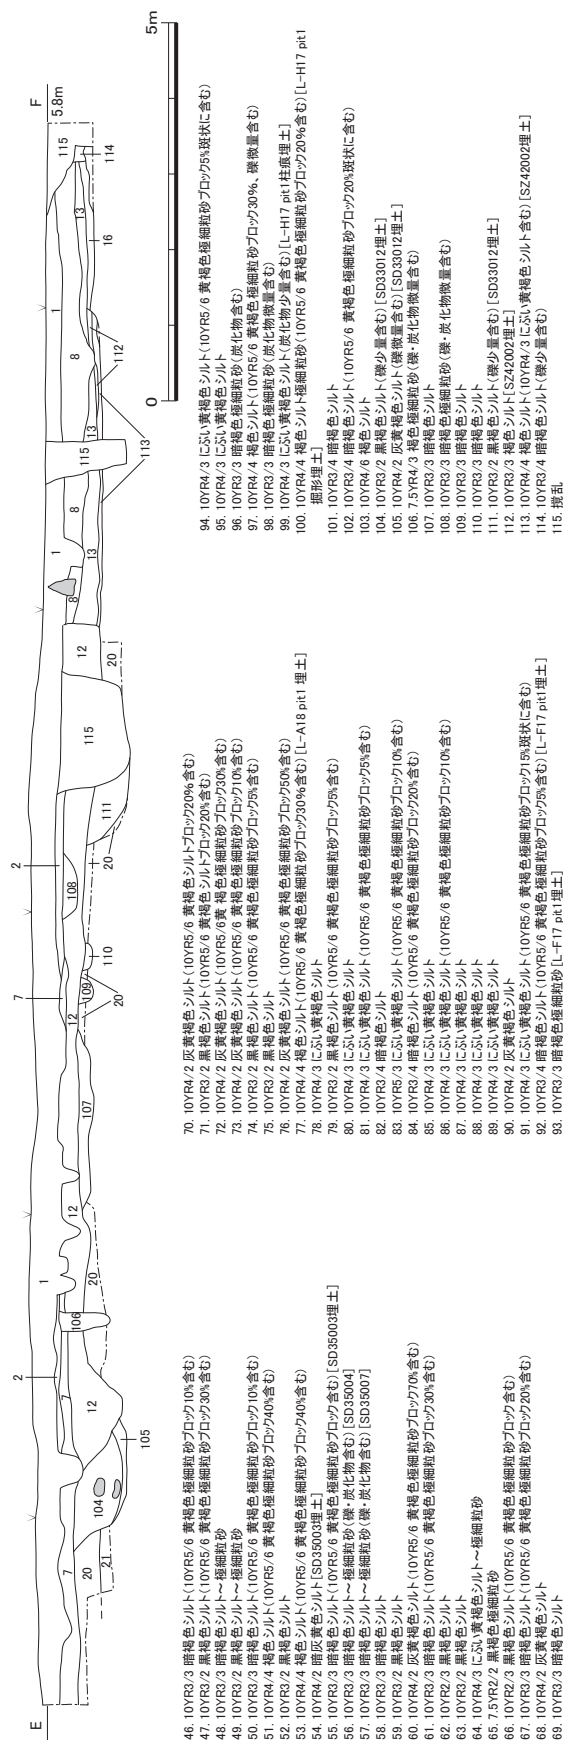 E
F
5.8m
1
1
1
2
2
7
7
7
8
8
8
12
12
12
12
13
13
13
16
20
20
20
20
20
21
104
105
106
107
108
109
110
111
112
113
114
115
115
115
0
5m
46. 10YR3/3 暗褐色シルト(10YR5/6 黄褐色極細粒砂ブロック10%含む)
47. 10YR3/2 黒褐色シルト(10YR5/6 黄褐色極細粒砂ブロック30%含む)
48. 10YR3/3 暗褐色シルト～極細粒砂
49. 10YR3/2 黒褐色シルト～極細粒砂
50. 10YR3/3 暗褐色シルト(10YR5/6 黄褐色極細粒砂ブロック10%含む)
51. 10YR4/4 褐色シルト(10YR5/6 黄褐色極細粒砂ブロック40%含む)
52. 10YR3/2 黒褐色シルト
53. 10YR4/4 褐色シルト(10YR5/6 黄褐色極細粒砂ブロック40%含む)
54. 10YR4/2 暗灰黄色シルト[SD35003埋土]
55. 10YR3/3 暗褐色シルト(10YR5/6 黄褐色極細粒砂ブロック含む)[SD35003埋土]
56. 10YR3/3 暗褐色シルト～極細粒砂(礫・炭化物含む)[SD35004]
57. 10YR3/3 暗褐色シルト～極細粒砂(礫・炭化物含む)[SD35007]
58. 10YR3/3 暗褐色シルト
59. 10YR3/2 黒褐色シルト
60. 10YR4/2 灰黄褐色シルト(10YR5/6 黄褐色極細粒砂ブロック70%含む)
61. 10YR3/3 暗褐色シルト(10YR5/6 黄褐色極細粒砂ブロック30%含む)
62. 10YR2/3 黒褐色シルト
63. 10YR3/2 黒褐色シルト
64. 10YR4/3 にぶい黄褐色シルト～極細粒砂
65. 7.5YR2/2 黒褐色極細粒砂
66. 10YR2/3 黒褐色シルト(10YR5/6 黄褐色極細粒砂ブロック含む)
67. 10YR3/3 暗褐色シルト(10YR5/6 黄褐色極細粒砂ブロック20%含む)
68. 10YR4/2 灰黄褐色シルト
69. 10YR3/3 暗褐色シルト
70. 10YR4/2 灰黄褐色シルト(10YR5/6 黄褐色シルトブロック20%含む)
71. 10YR3/2 黒褐色シルト(10YR5/6 黄褐色シルトブロック20%含む)
72. 10YR4/2 灰黄褐色シルト(10YR5/6黄褐色極細粒砂ブロック30%含む)
73. 10YR4/2 灰黄褐色シルト(10YR5/6 黄褐色極細粒砂ブロック10%含む)
74. 10YR3/2 黒褐色シルト(10YR5/6 黄褐色極細粒砂ブロック5%含む)
75. 10YR3/2 黒褐色シルト
76. 10YR4/2 灰黄褐色シルト(10YR5/6 黄褐色極細粒砂ブロック50%含む)
77. 10YR4/4 褐色シルト(10YR5/6 黄褐色極細粒砂ブロック30%含む)[L-A18 pit1 埋土]
78. 10YR4/3 にぶい黄褐色シルト
79. 10YR3/2 黒褐色シルト(10YR5/6 黄褐色極細粒砂ブロック5%含む)
80. 10YR4/3 にぶい黄褐色シルト
81. 10YR4/3 にぶい黄褐色シルト(10YR5/6 黄褐色極細粒砂ブロック5%含む)
82. 10YR3/4 暗褐色シルト
83. 10YR5/3 にぶい黄褐色シルト(10YR5/6 黄褐色極細粒砂ブロック10%含む)
84. 10YR3/4 暗褐色シルト(10YR5/6 黄褐色極細粒砂ブロック20%含む)
85. 10YR4/3 にぶい黄褐色シルト
86. 10YR4/3 にぶい黄褐色シルト(10YR5/6 黄褐色極細粒砂ブロック10%含む)
87. 10YR4/3 にぶい黄褐色シルト
88. 10YR4/3 にぶい黄褐色シルト
89. 10YR4/3 にぶい黄褐色シルト
90. 10YR4/2 灰黄褐色シルト
91. 10YR4/3 にぶい黄褐色シルト(10YR5/6 黄褐色極細粒砂ブロック15%斑状に含む)
92. 10YR3/4 暗褐色シルト(10YR5/6 黄褐色極細粒砂ブロック5%含む)[L-F17 pit1埋土]
93. 10YR3/3 暗褐色極細粒砂[L-F17 pit1埋土]
94. 10YR4/3 にぶい黄褐色シルト(10YR5/6 黄褐色極細粒砂ブロック5%斑状に含む)
95. 10YR4/3 にぶい黄褐色シルト
96. 10YR3/3 暗褐色極細粒砂(炭化物含む)
97. 10YR4/4 褐色シルト(10YR5/6 黄褐色極細粒砂ブロック30%、礫微量含む)
98. 10YR3/3 暗褐色極細粒砂(炭化物微量含む)
99. 10YR4/3 にぶい黄褐色シルト(炭化物少量含む)[L-H17 pit1柱痕埋土]
100. 10YR4/4 褐色シルト極細粒砂(10YR5/6 黄褐色極細粒砂ブロック20%含む)[L-H17 pit1
掘形埋土]
101. 10YR3/4 暗褐色シルト
102. 10YR3/4 暗褐色シルト(10YR5/6 黄褐色極細粒砂ブロック20%斑状に含む)
103. 10YR4/6 褐色シルト
104. 10YR3/2 黒褐色シルト(礫少量含む)[SD33012埋土]
105. 10YR4/2 灰黄褐色シルト(礫微量含む)[SD33012埋土]
106. 7.5YR4/3 褐色極細粒砂(礫・炭化物微量含む)
107. 10YR3/3 暗褐色シルト
108. 10YR3/3 暗褐色極細粒砂(礫・炭化物微量含む)
109. 10YR3/3 暗褐色シルト
110. 10YR3/3 暗褐色シルト
111. 10YR3/2 黒褐色シルト(礫少量含む)[SD33012埋土]
112. 10YR3/3 褐色シルト[SZ42002埋土]
113. 10YR4/4 褐色シルト(10YR4/3 にぶい黄褐色シルト含む)[SZ42002埋土]
114. 10YR3/4 暗褐色シルト(礫少量含む)
115. 攪乱